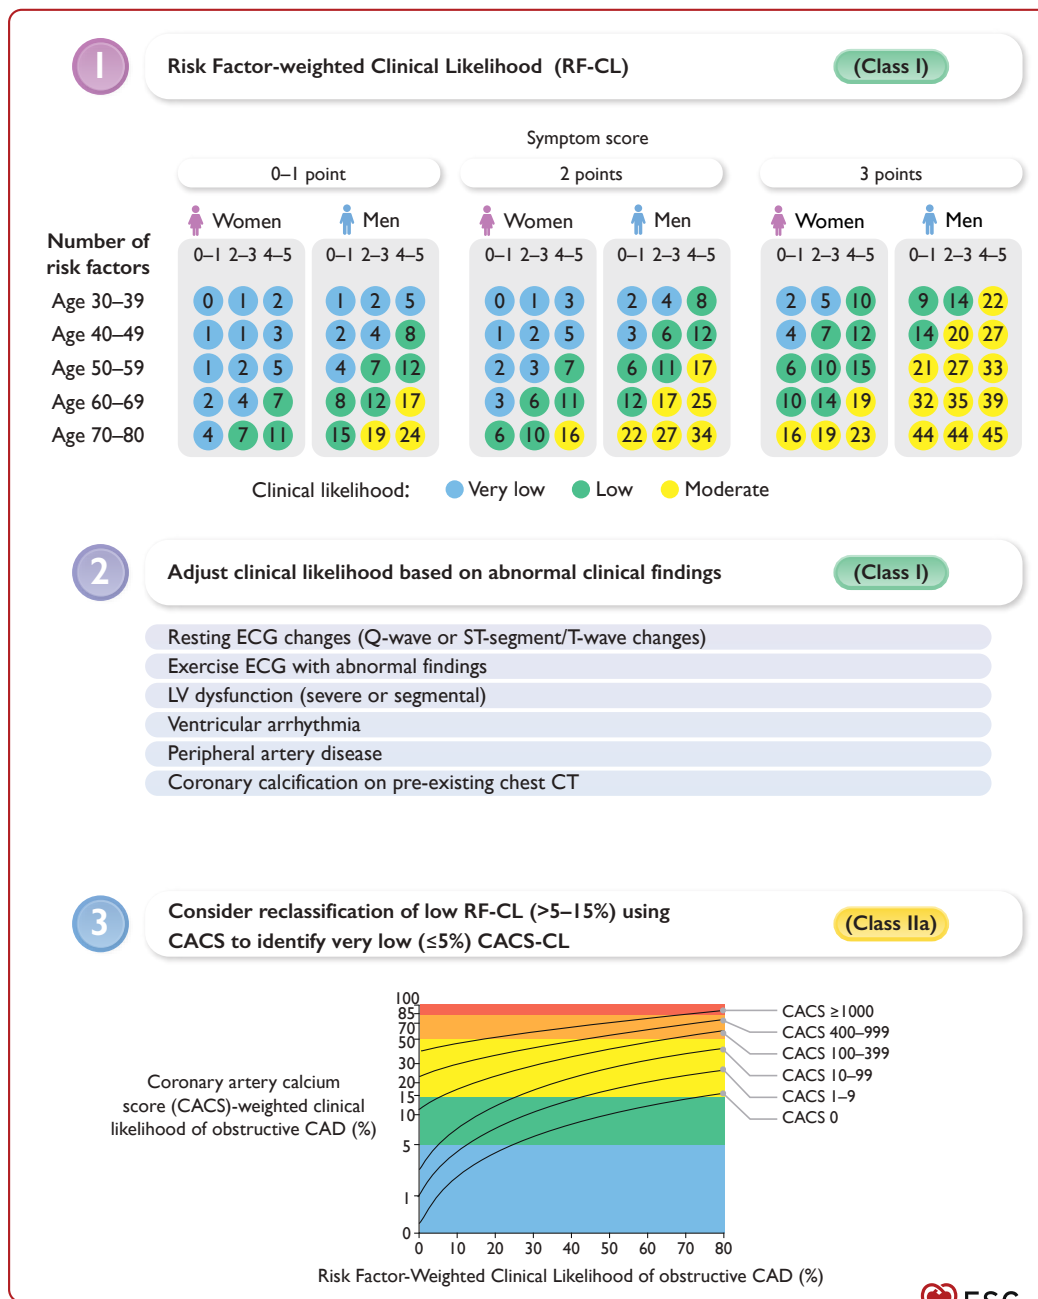 1
Risk Factor-weighted Clinical Likelihood (RF-CL)
(Class I)
Symptom score
0–1 point
2 points
3 points
Women Men Women Men Women Men
Number of
risk factors
0–1 2–3 4–5 0–1 2–3 4–5 0–1 2–3 4–5 0–1 2–3 4–5 0–1 2–3 4–5 0–1 2–3 4–5
Age 30–39 0 1 2 1 2 5 0 1 3 2 4 8 2 5 10 9 14 22
Age 40–49 1 1 3 2 4 8 1 2 5 3 6 12 4 7 12 14 20 27
Age 50–59 1 2 5 4 7 12 2 3 7 6 11 17 6 10 15 21 27 33
Age 60–69 2 4 7 8 12 17 3 6 11 12 17 25 10 14 19 32 35 39
Age 70–80 4 7 11 15 19 24 6 10 16 22 27 34 16 19 23 44 44 45
Clinical likelihood: Very low Low Moderate
2
Adjust clinical likelihood based on abnormal clinical findings
(Class I)
Resting ECG changes (Q-wave or ST-segment/T-wave changes)
Exercise ECG with abnormal findings
LV dysfunction (severe or segmental)
Ventricular arrhythmia
Peripheral artery disease
Coronary calcification on pre-existing chest CT
3
Consider reclassification of low RF-CL (>5–15%) using
CACS to identify very low (≤5%) CACS-CL
(Class IIa)
Coronary artery calcium
score (CACS)-weighted clinical
likelihood of obstructive CAD (%)
100
85
70
50
30
20
15
10
5
1
0
CACS ≥1000
CACS 400–999
CACS 100–399
CACS 10–99
CACS 1–9
CACS 0
0 10 20 30 40 50 60 70 80
Risk Factor-Weighted Clinical Likelihood of obstructive CAD (%)
ESC